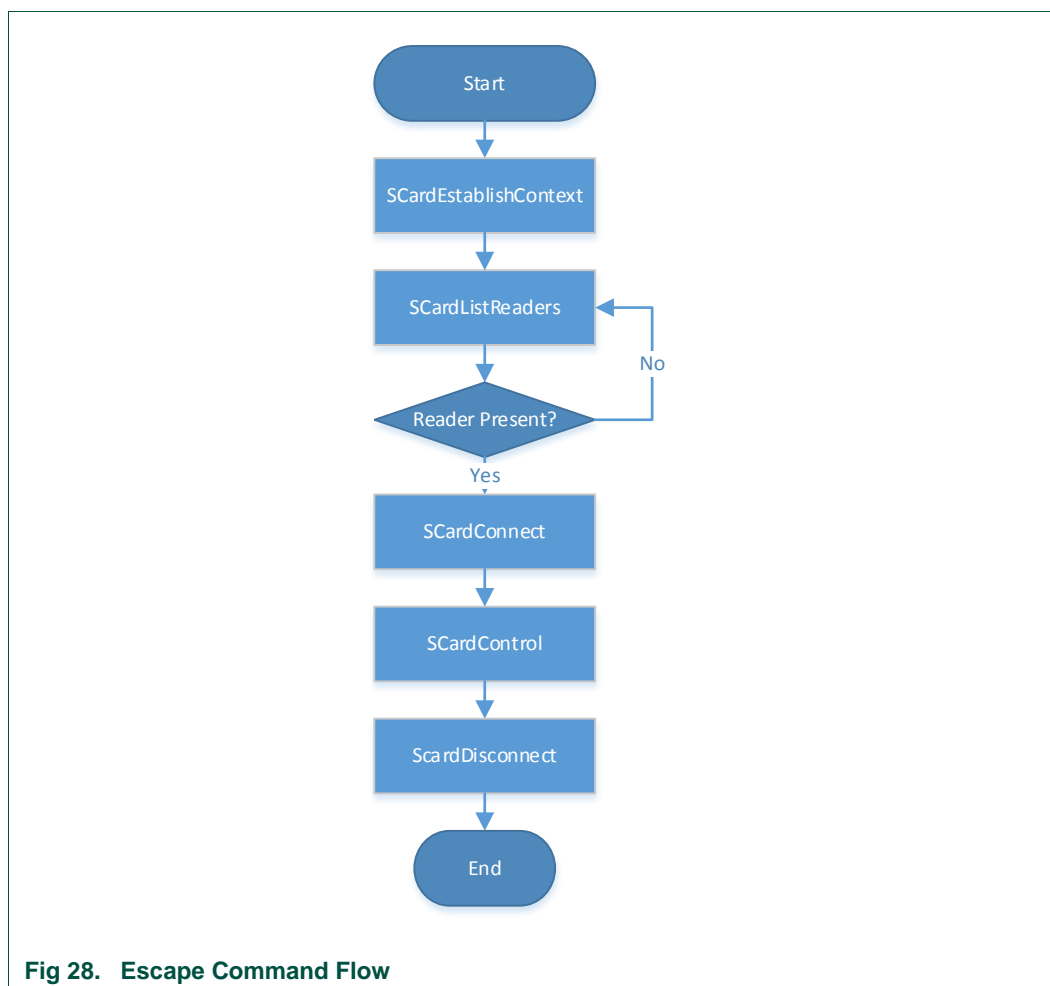 Start
SCardEstablishContext
SCardListReaders
No
Reader Present?
Yes
SCardConnect
SCardControl
ScardDisconnect
End
Fig 28. Escape Command Flow